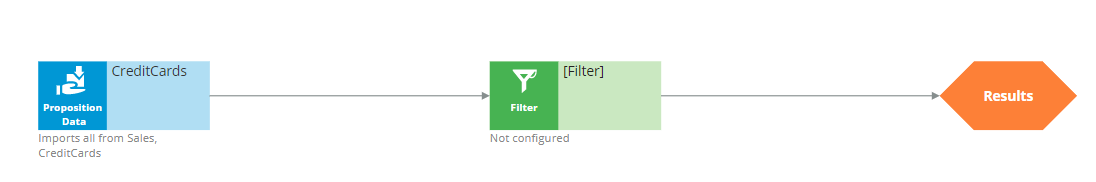 CreditCards
Proposition
Data
Imports all from Sales,
CreditCards
[Filter]
Filter
Not configured
Results